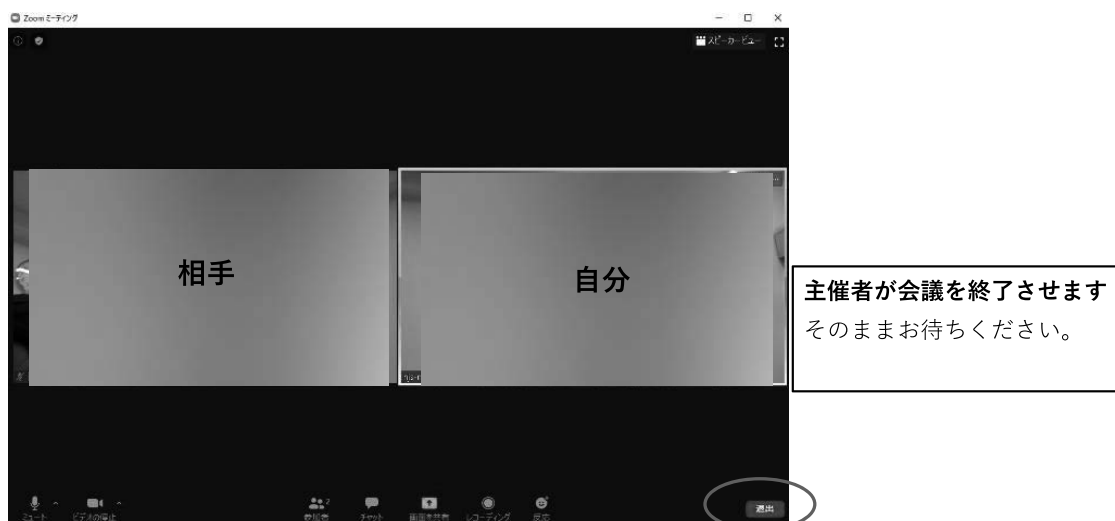 Zoom ミーティング
スピーカービュー
相手
自分
主催者が会議を終了させます
そのままお待ちください。
2
ミュート
ビデオの停止
参加者
チャット
画面を共有
レコーディング
反応
退出